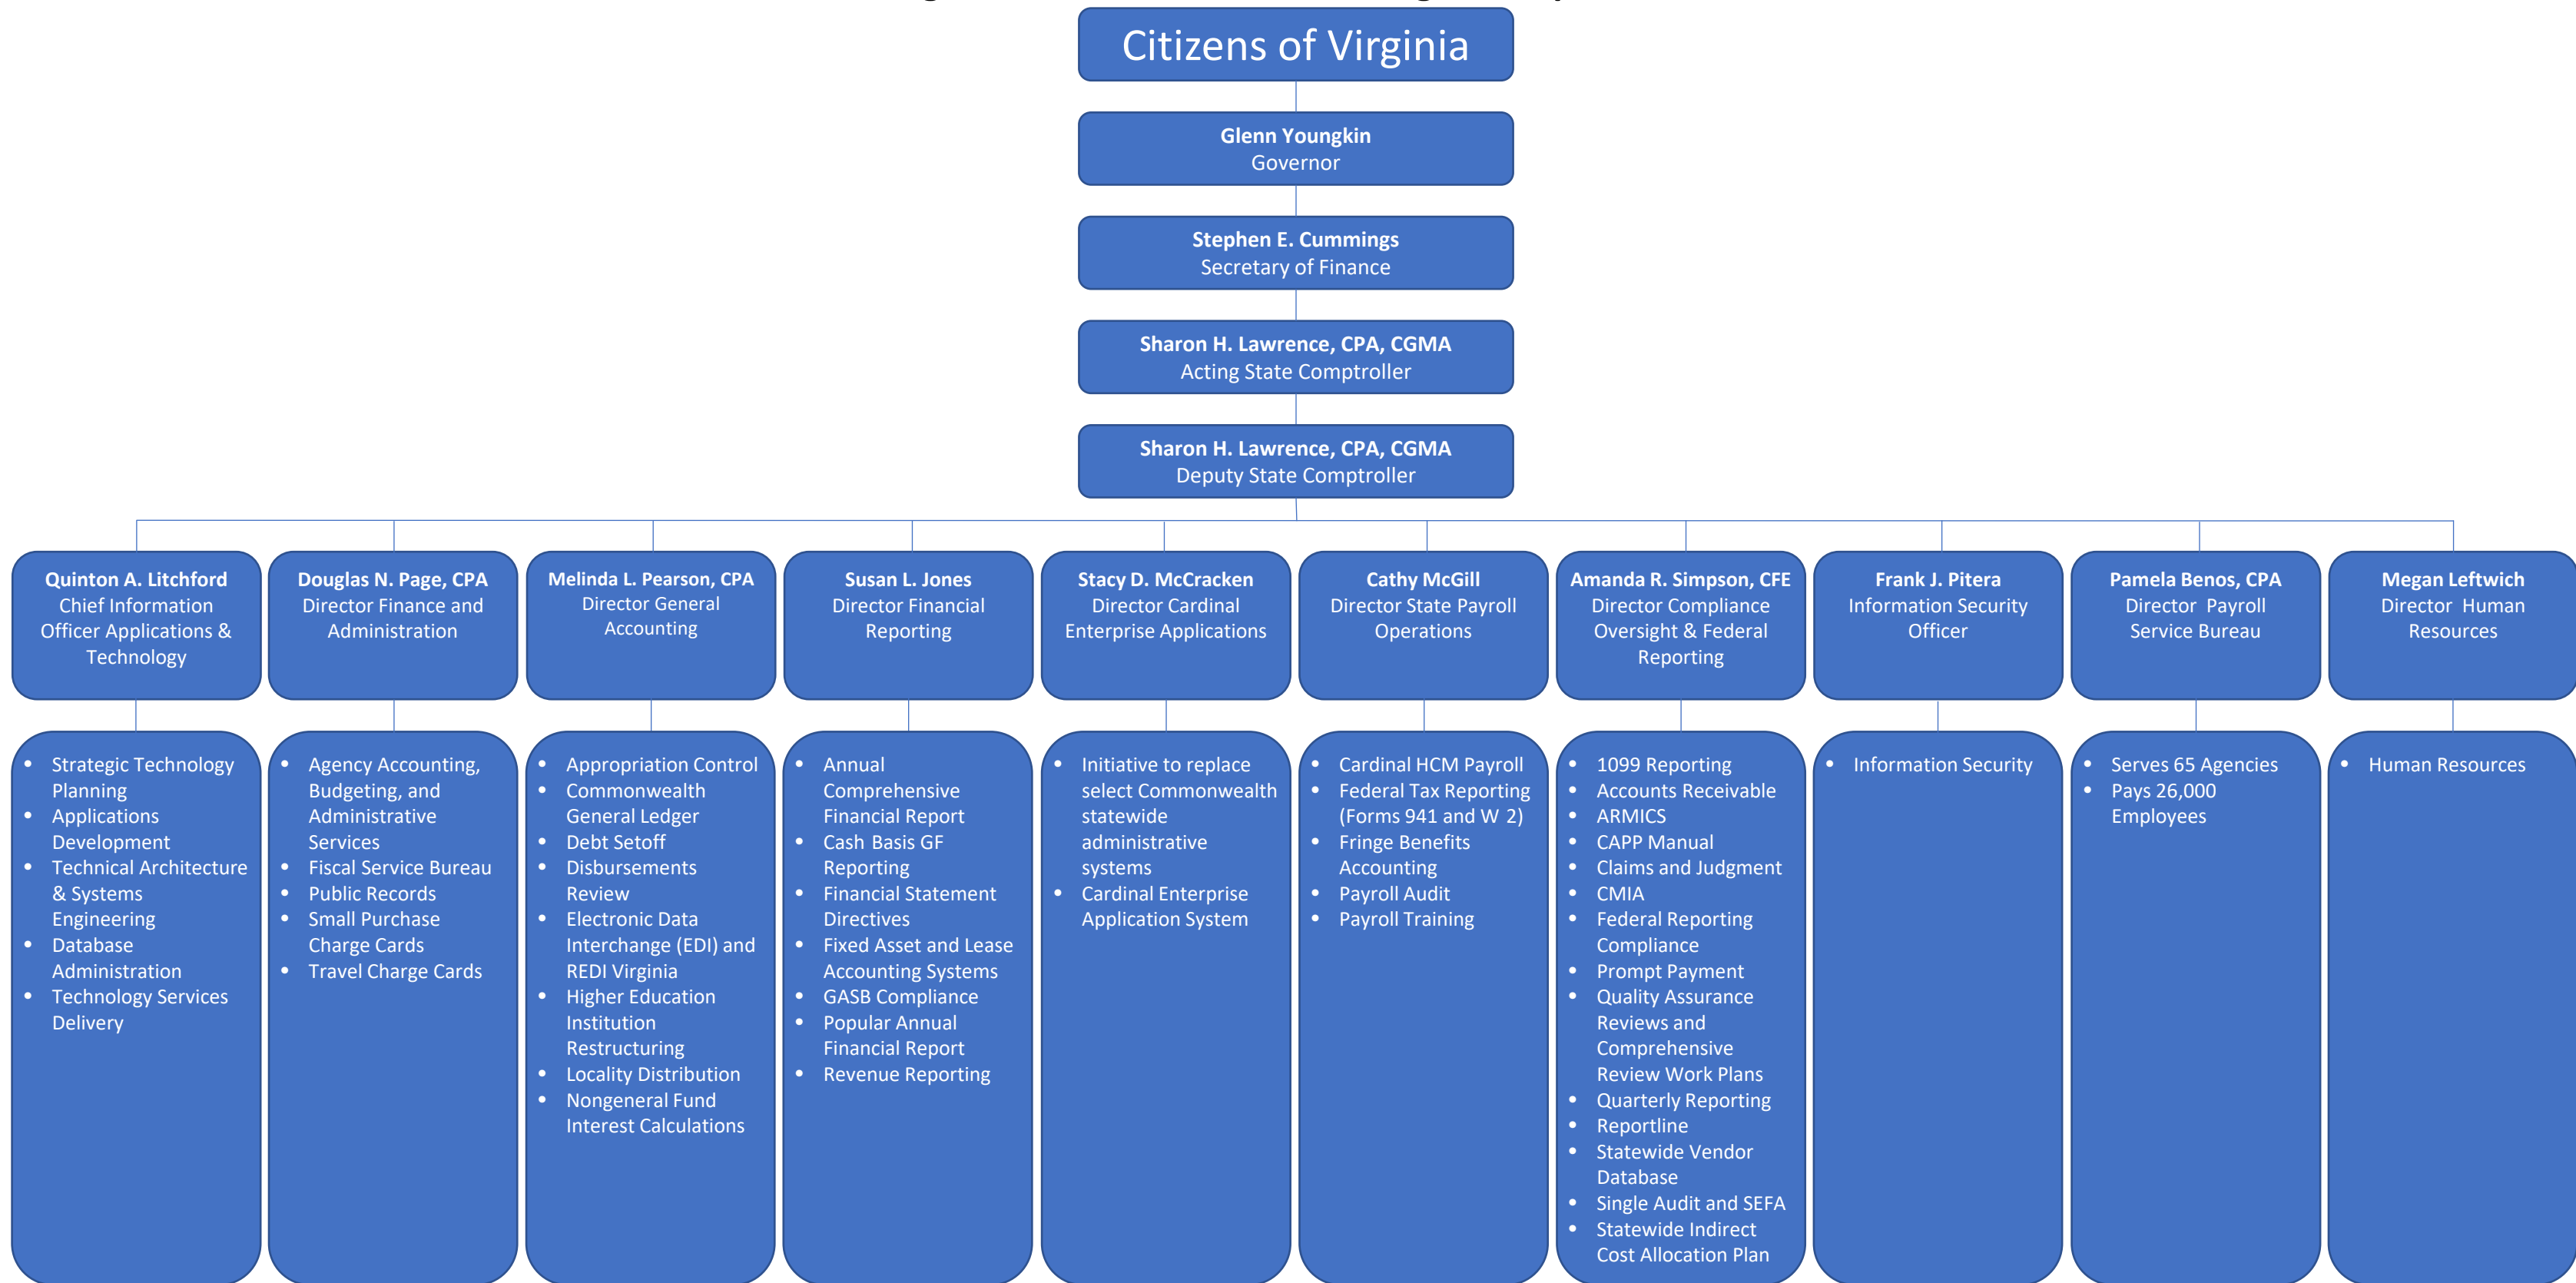 Citizens of Virginia
Glenn Youngkin
Governor
Stephen E. Cummings
Secretary of Finance
Sharon H. Lawrence, CPA, CGMA
Acting State Comptroller
Sharon H. Lawrence, CPA, CGMA
Deputy State Comptroller
Quinton A. Litchford
Chief Information
Officer Applications &
Technology
• Strategic Technology
Planning
• Applications
Development
• Technical Architecture
& Systems
Engineering
• Database
Administration
• Technology Services
Delivery
Douglas N. Page, CPA
Director Finance and
Administration
• Agency Accounting,
Budgeting, and
Administrative
Services
• Fiscal Service Bureau
• Public Records
• Small Purchase
Charge Cards
• Travel Charge Cards
Melinda L. Pearson, CPA
Director General
Accounting
• Appropriation Control
• Commonwealth
General Ledger
• Debt Setoff
• Disbursements
Review
• Electronic Data
Interchange (EDI) and
REDI Virginia
• Higher Education
Institution
Restructuring
• Locality Distribution
• Nongeneral Fund
Interest Calculations
Susan L. Jones
Director Financial
Reporting
• Annual
Comprehensive
Financial Report
• Cash Basis GF
Reporting
• Financial Statement
Directives
• Fixed Asset and Lease
Accounting Systems
• GASB Compliance
• Popular Annual
Financial Report
• Revenue Reporting
Stacy D. McCracken
Director Cardinal
Enterprise Applications
• Initiative to replace
select Commonwealth
statewide
administrative
systems
• Cardinal Enterprise
Application System
Cathy McGill
Director State Payroll
Operations
• Cardinal HCM Payroll
• Federal Tax Reporting
(Forms 941 and W 2)
• Fringe Benefits
Accounting
• Payroll Audit
• Payroll Training
Amanda R. Simpson, CFE
Director Compliance
Oversight & Federal
Reporting
• 1099 Reporting
• Accounts Receivable
• ARMICS
• CAPP Manual
• Claims and Judgment
• CMIA
• Federal Reporting
Compliance
• Prompt Payment
• Quality Assurance
Reviews and
Comprehensive
Review Work Plans
• Quarterly Reporting
• Reportline
• Statewide Vendor
Database
• Single Audit and SEFA
• Statewide Indirect
Cost Allocation Plan
Frank J. Pitera
Information Security
Officer
• Information Security
Pamela Benos, CPA
Director Payroll
Service Bureau
• Serves 65 Agencies
• Pays 26,000
Employees
Megan Leftwich
Director Human
Resources
• Human Resources